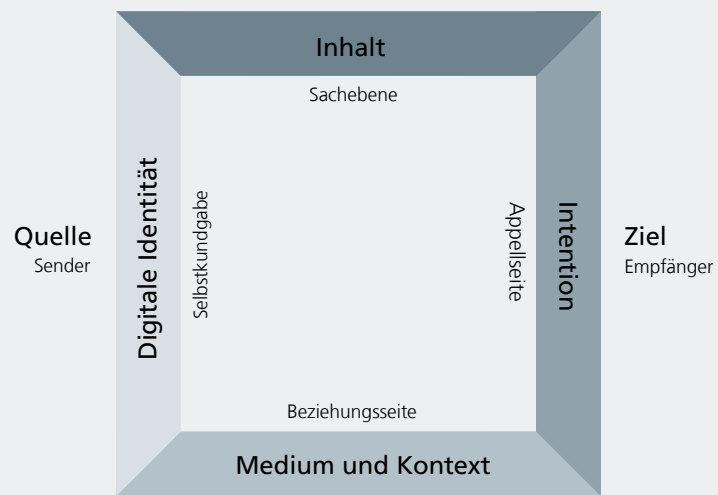 Inhalt
Sachebene
Quelle
Sender
Digitale Identität
Selbstkundgabe
Appellseite
Intention
Ziel
Empfänger
Beziehungsseite
Medium und Kontext